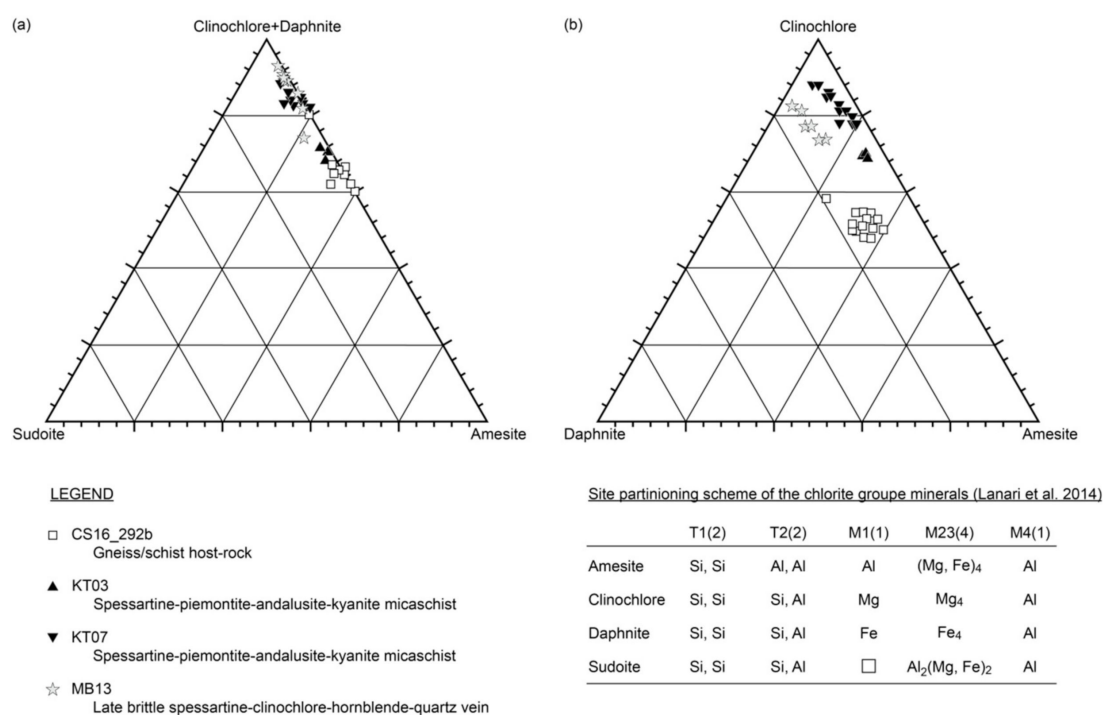 (a)
Clinochlore+Daphnite
Sudoite
Amesite
(b)
Clinochlore
Daphnite
Amesite
LEGEND
CS16_292b
Gneiss/schist host-rock
KT03
Spessartine-piemontite-andalusite-kyanite micaschist
KT07
Spessartine-piemontite-andalusite-kyanite micaschist
MB13
Late brittle spessartine-clinochlore-hornblende-quartz vein
Site partinioning scheme of the chlorite groupe minerals (Lanari et al. 2014)
T1(2) T2(2) M1(1) M23(4) M4(1)
Amesite Si, Si Al, Al Al (Mg, Fe)₄ Al
Clinochlore Si, Si Si, Al Mg Mg₄ Al
Daphnite Si, Si Si, Al Fe Fe₄ Al
Sudoite Si, Si Si, Al □ Al₂(Mg, Fe)₂ Al